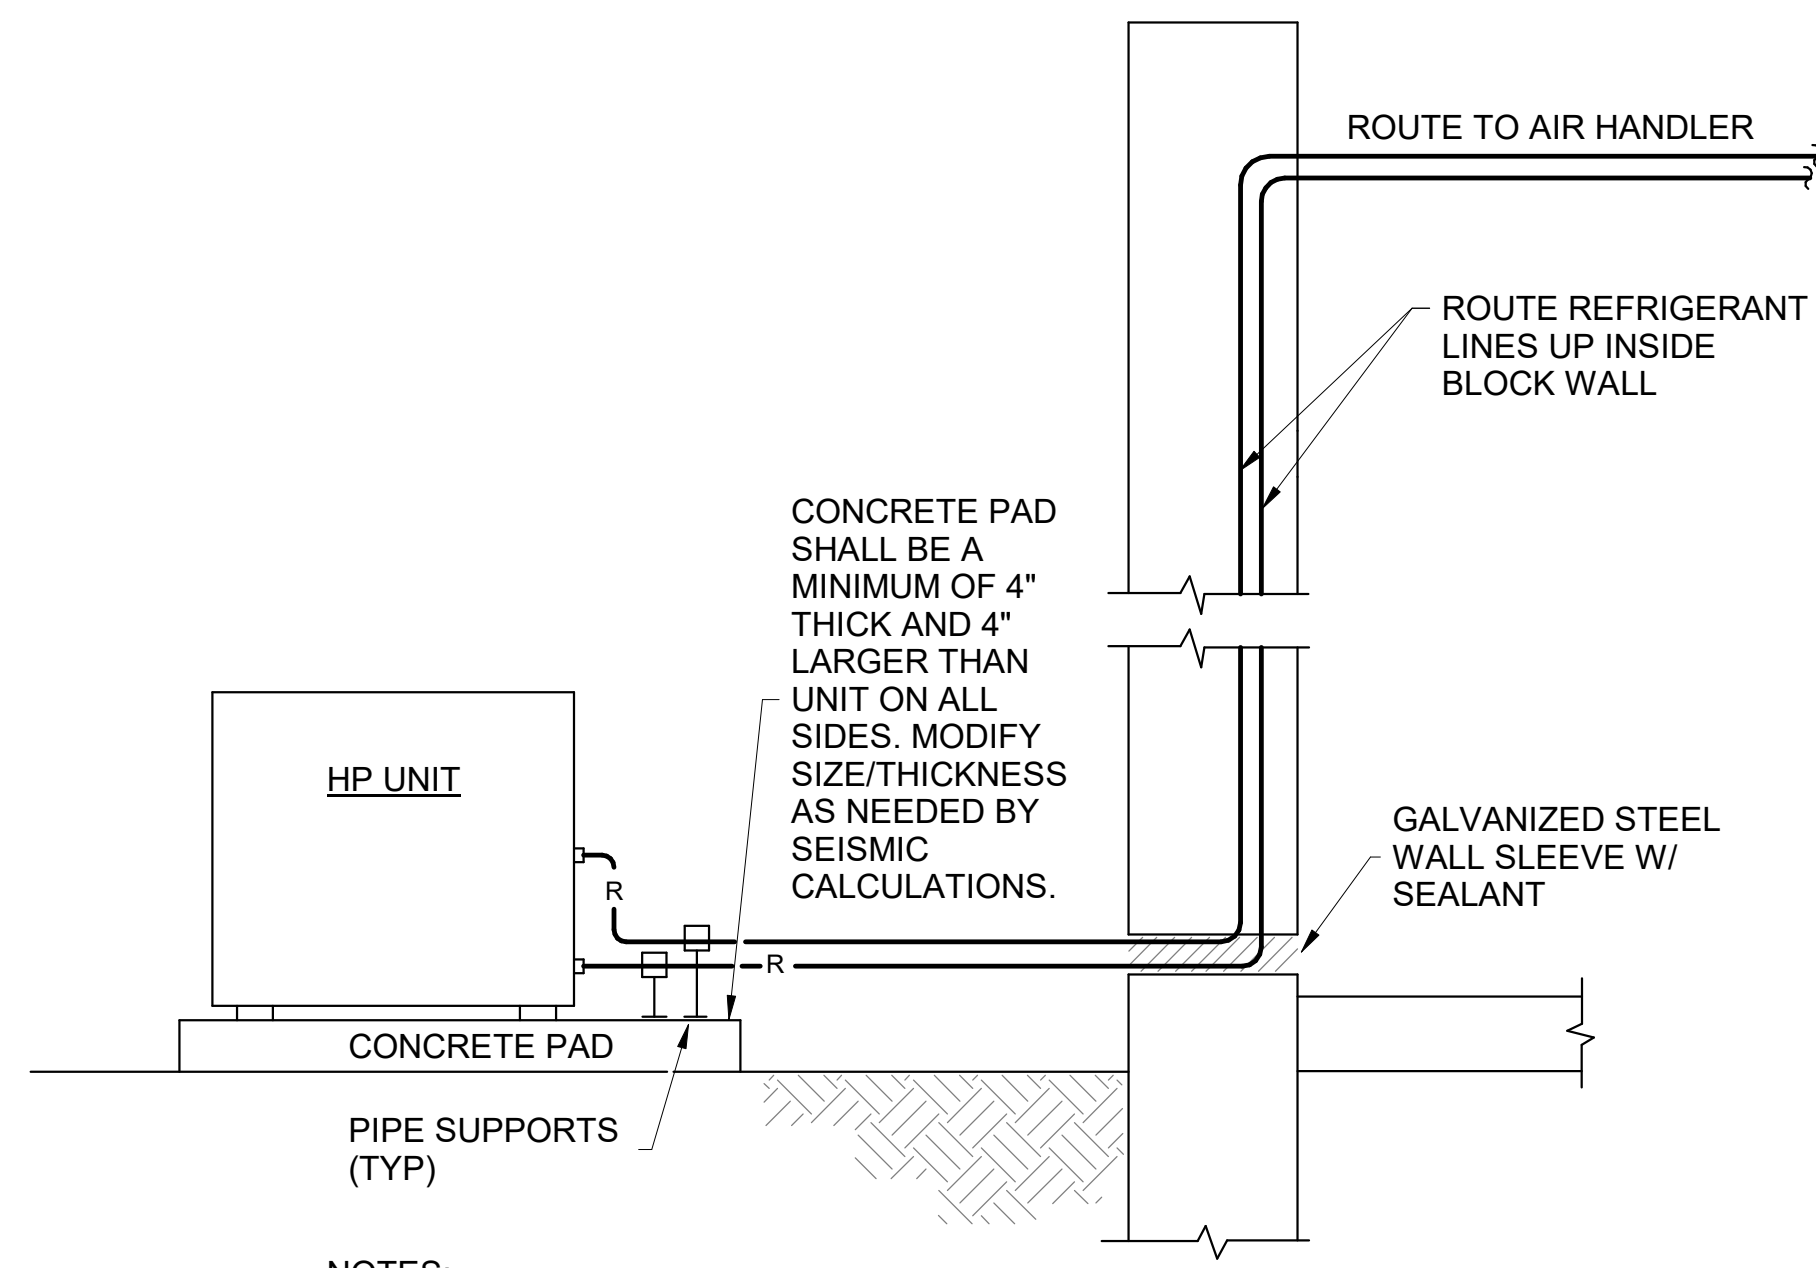 ROUTE TO AIR HANDLER
ROUTE REFRIGERANT
LINES UP INSIDE
BLOCK WALL
CONCRETE PAD
SHALL BE A
MINIMUM OF 4"
THICK AND 4"
LARGER THAN
UNIT ON ALL
SIDES. MODIFY
SIZE/THICKNESS
AS NEEDED BY
SEISMIC
CALCULATIONS.
HP UNIT
GALVANIZED STEEL
WALL SLEEVE W/
SEALANT
R
R
CONCRETE PAD
PIPE SUPPORTS
(TYP)
NOTES: